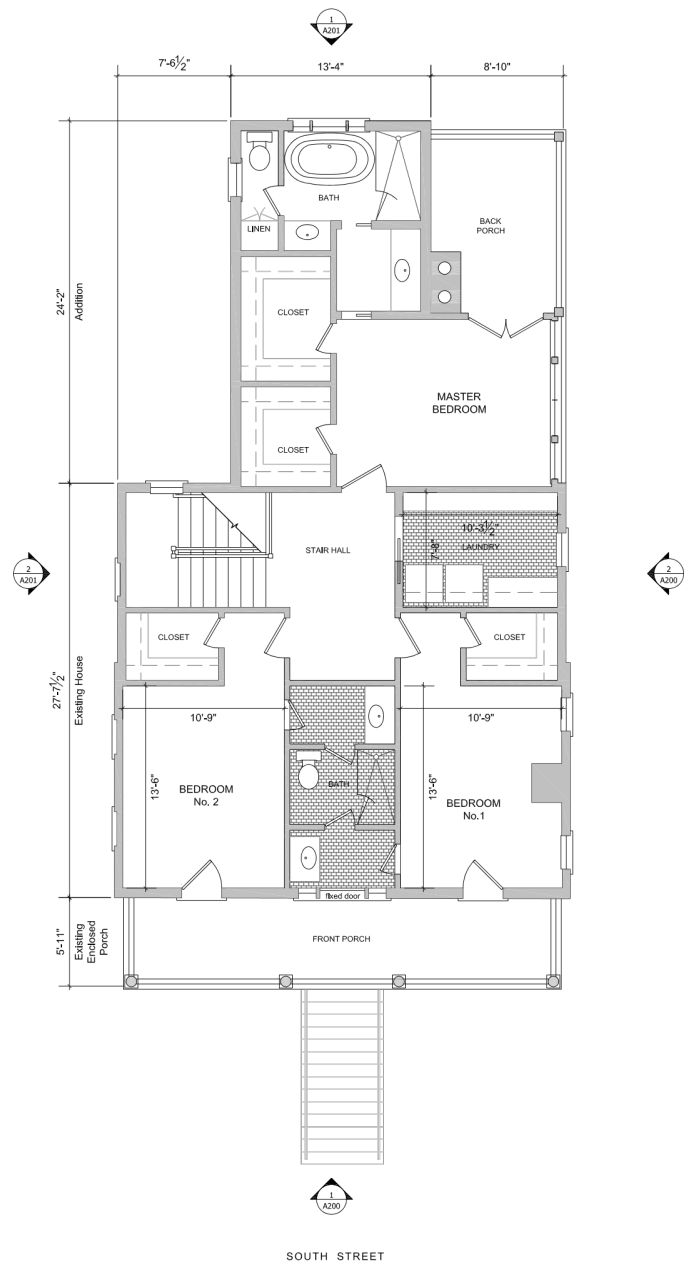 1
A201
7'-6½"
13'-4"
8'-10"
BATH
LINEN
BACK
PORCH
24'-2"
Addition
CLOSET
MASTER
BEDROOM
CLOSET
2
A201
STAIR HALL
10'-3½"
7'-8"
LAUNDRY
2
A200
CLOSET
CLOSET
27'-7½"
Existing House
10'-9"
10'-9"
13'-6"
BEDROOM
No. 2
BATH
13'-6"
BEDROOM
No.1
fixed door
5'-11"
Existing
Enclosed
Porch
FRONT PORCH
1
A200
SOUTH STREET